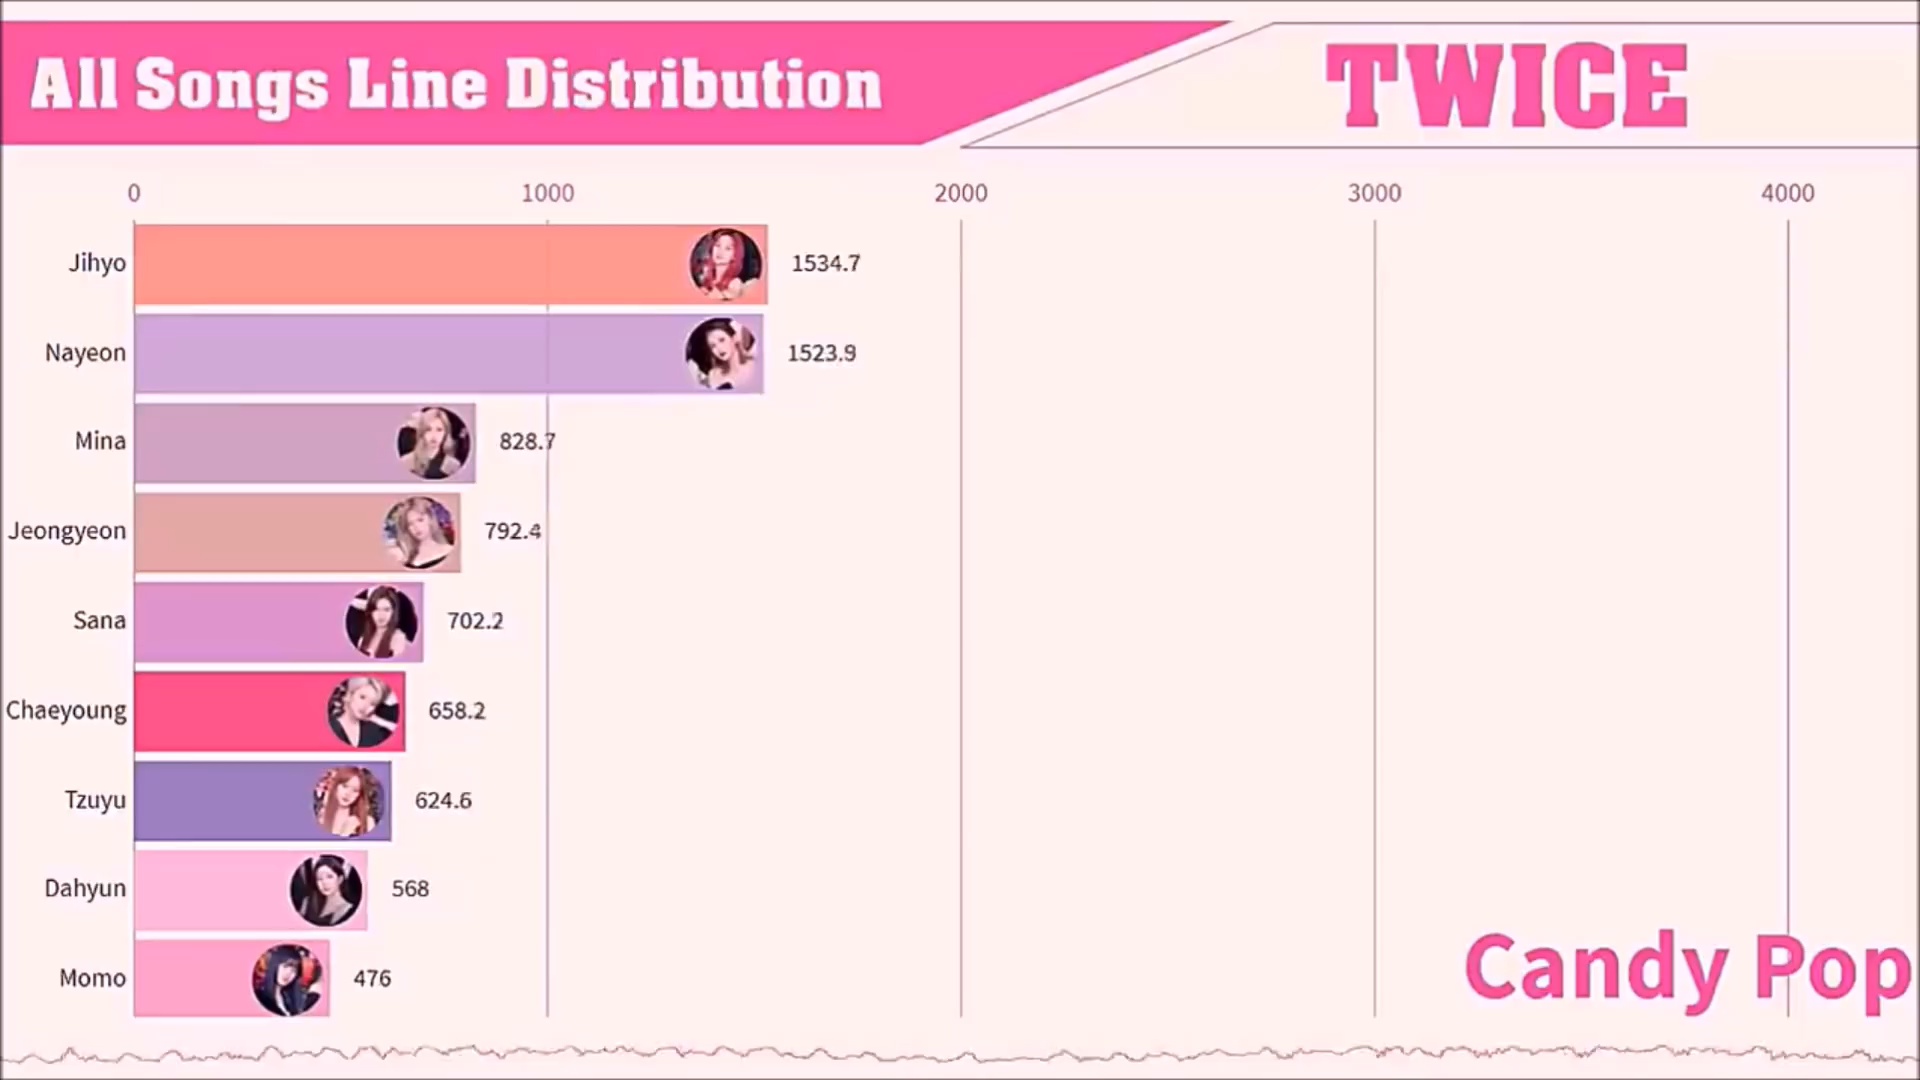 All Songs Line Distribution
TWICE
0 1000 2000 3000 4000
Jihyo 1534.7
Nayeon 1523.9
Mina 828.7
Jeongyeon 792.4
Sana 702.2
Chaeyoung 658.2
Tzuyu 624.6
Dahyun 568
Momo 476
Candy Pop